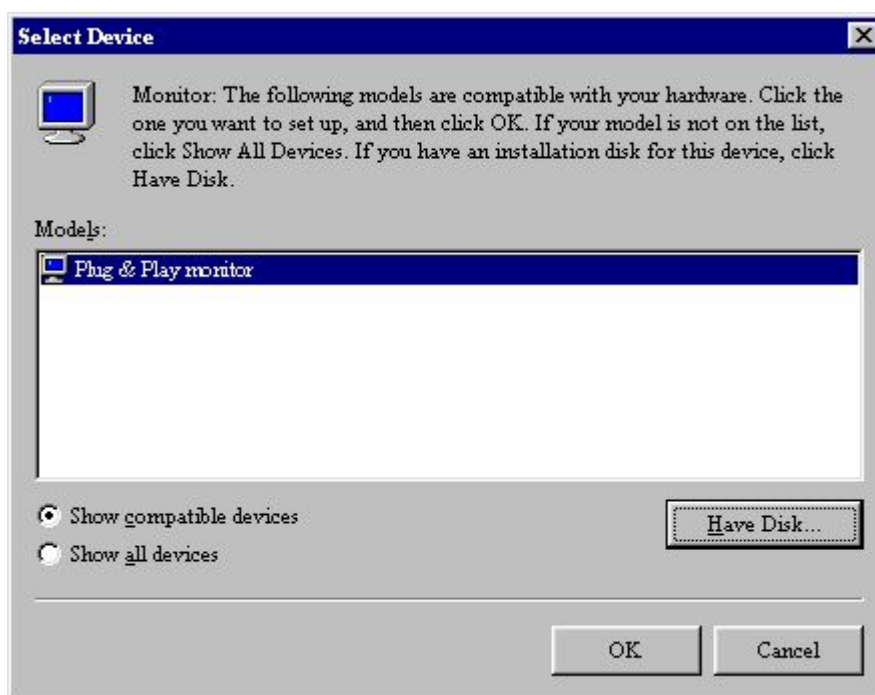 Select Device
Monitor: The following models are compatible with your hardware. Click the
one you want to set up, and then click OK. If your model is not on the list,
click Show All Devices. If you have an installation disk for this device, click
Have Disk.
Models:
Plug & Play monitor
Show compatible devices
Have Disk...
Show all devices
OK
Cancel